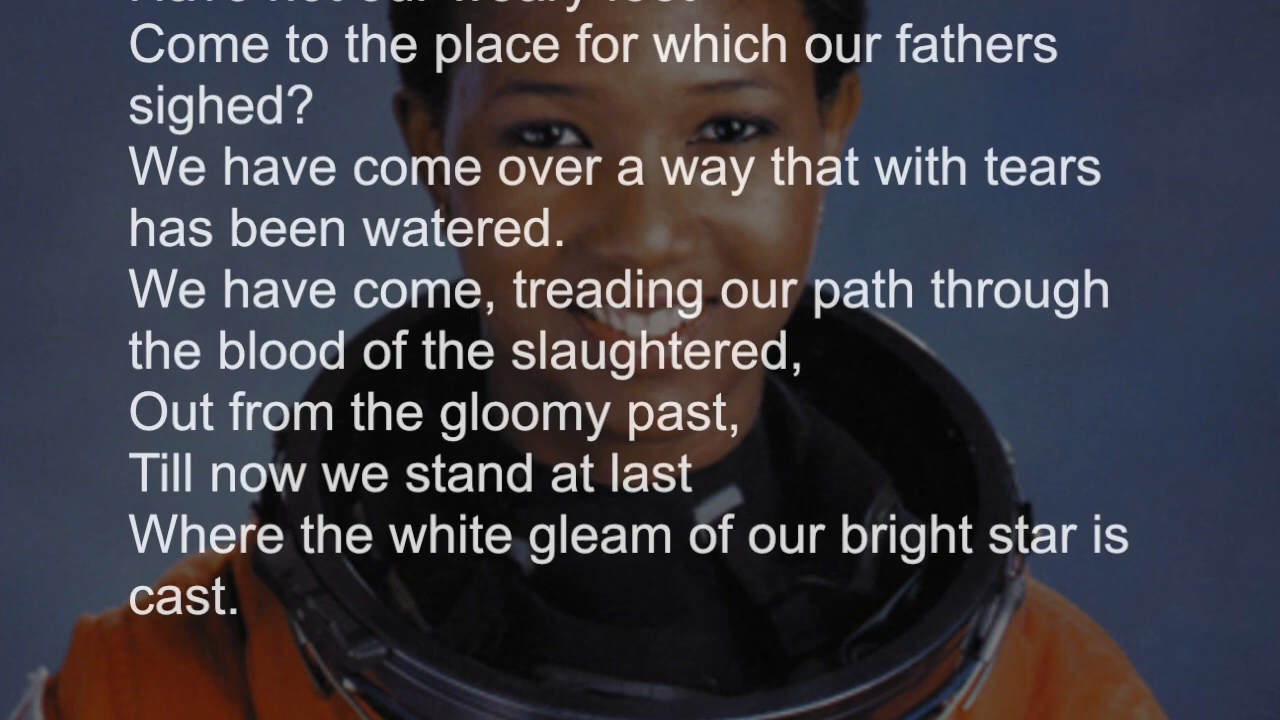 Come to the place for which our fathers
sighed?
We have come over a way that with tears
has been watered.
We have come, treading our path through
the blood of the slaughtered,
Out from the gloomy past,
Till now we stand at last
Where the white gleam of our bright star is
cast.